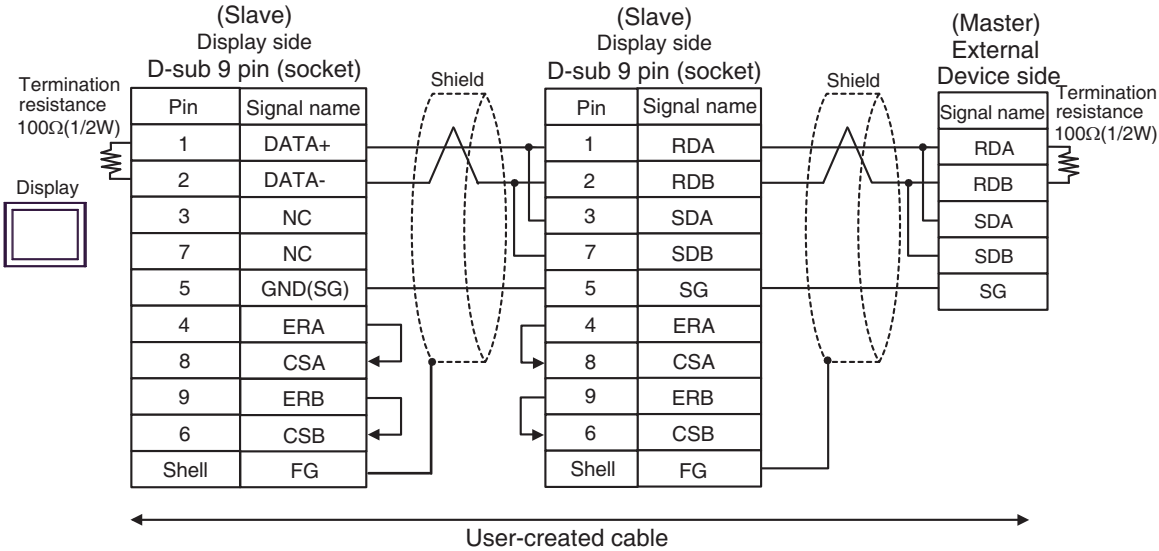 (Slave)
Display side
D-sub 9 pin (socket)
(Slave)
Display side
D-sub 9 pin (socket)
(Master)
External
Device side
Termination
resistance
100Ω(1/2W)
Shield
Shield
Termination
resistance
100Ω(1/2W)
Display
Pin Signal name
1 DATA+
2 DATA-
3 NC
7 NC
5 GND(SG)
4 ERA
8 CSA
9 ERB
6 CSB
Shell FG
Pin Signal name
1 RDA
2 RDB
3 SDA
7 SDB
5 SG
4 ERA
8 CSA
9 ERB
6 CSB
Shell FG
Signal name
RDA
RDB
SDA
SDB
SG
User-created cable